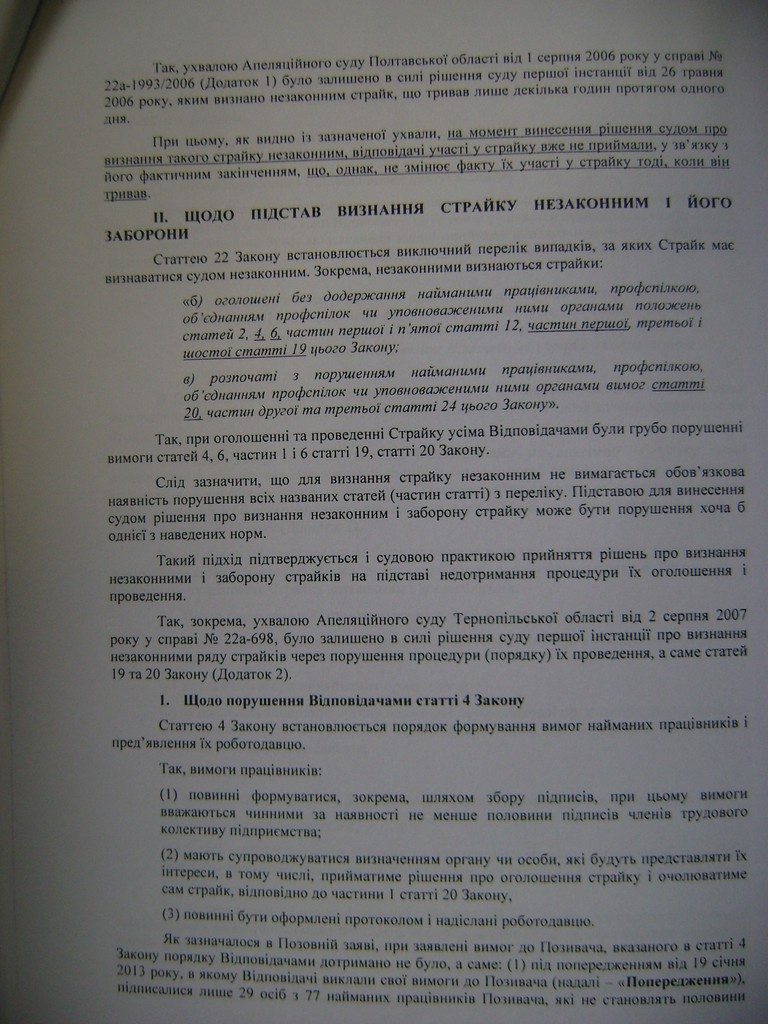 Так, ухвалою Апеляційного суду Полтавської області від 1 серпня 2006 року у справі №
22а-1993/2006 (Додаток 1) було залишено в силі рішення суду першої інстанції від 26 травня
2006 року, яким визнано незаконним страйк, що тривав лише декілька годин протягом одного
дня.
При цьому, як видно із зазначеної ухвали, на момент винесення рішення судом про
визнання такого страйку незаконним, відповідачі участі у страйку вже не приймали, у зв'язку з
його фактичним закінченням, що, однак, не змінює факту їх участі у страйку тоді, коли він
тривав.
ІІ. ЩОДО ПІДСТАВ ВИЗНАННЯ СТРАЙКУ НЕЗАКОННИМ І ЙОГО
ЗАБОРОНИ
Статтею 22 Закону встановлюється виключний перелік випадків, за яких Страйк має
визнаватися судом незаконним. Зокрема, незаконними визнаються страйки:
«б) оголошені без додержання найманими працівниками, профспілкою,
об'єднанням профспілок чи уповноваженими ними органами положень
статей 2, 4, 6, частин першої і п'ятої статті 12, частин першої, третьої і
шостої статті 19 цього Закону;
в) розпочаті з порушенням найманими працівниками, профспілкою,
об'єднанням профспілок чи уповноваженими ними органами вимог статті
20, частин другої та третьої статті 24 цього Закону».
Так, при оголошенні та проведенні Страйку усіма Відповідачами були грубо порушенні
вимоги статей 4, 6, частин 1 і 6 статті 19, статті 20 Закону.
Слід зазначити, що для визнання страйку незаконним не вимагається обов'язкова
наявність порушення всіх названих статей (частин статті) з переліку. Підставою для винесення
судом рішення про визнання незаконним і заборону страйку може бути порушення хоча б
однієї з наведених норм.
Такий підхід підтверджується і судовою практикою прийняття рішень про визнання
незаконними і заборону страйків на підставі недотримання процедури їх оголошення і
проведення.
Так, зокрема, ухвалою Апеляційного суду Тернопільської області від 2 серпня 2007
року у справі № 22а-698, було залишено в силі рішення суду першої інстанції про визнання
незаконними ряду страйків через порушення процедури (порядку) їх проведення, а саме статей
19 та 20 Закону (Додаток 2).
1. Щодо порушення Відповідачами статті 4 Закону
Статтею 4 Закону встановлюється порядок формування вимог найманих працівників і
пред'явлення їх роботодавцю.
Так, вимоги працівників:
(1) повинні формуватися, зокрема, шляхом збору підписів, при цьому вимоги
вважаються чинними за наявності не менше половини підписів членів трудового
колективу підприємства;
(2) мають супроводжуватися визначенням органу чи особи, які будуть представляти їх
інтереси, в тому числі, прийматиме рішення про оголошення страйку і очолюватиме
сам страйк, відповідно до частини 1 статті 20 Закону,
(3) повинні бути оформлені протоколом і надіслані роботодавцю.
Як зазначалося в Позовній заяві, при заявлені вимог до Позивача, вказаного в статті 4
Закону порядку Відповідачами дотримано не було, а саме: (1) під попередженням від 19 січня
2013 року, в якому Відповідачі виклали свої вимоги до Позивача (надалі – «Попередження»),
підписалися лише 29 осіб з 77 найманих працівників Позивача, які не становлять половини